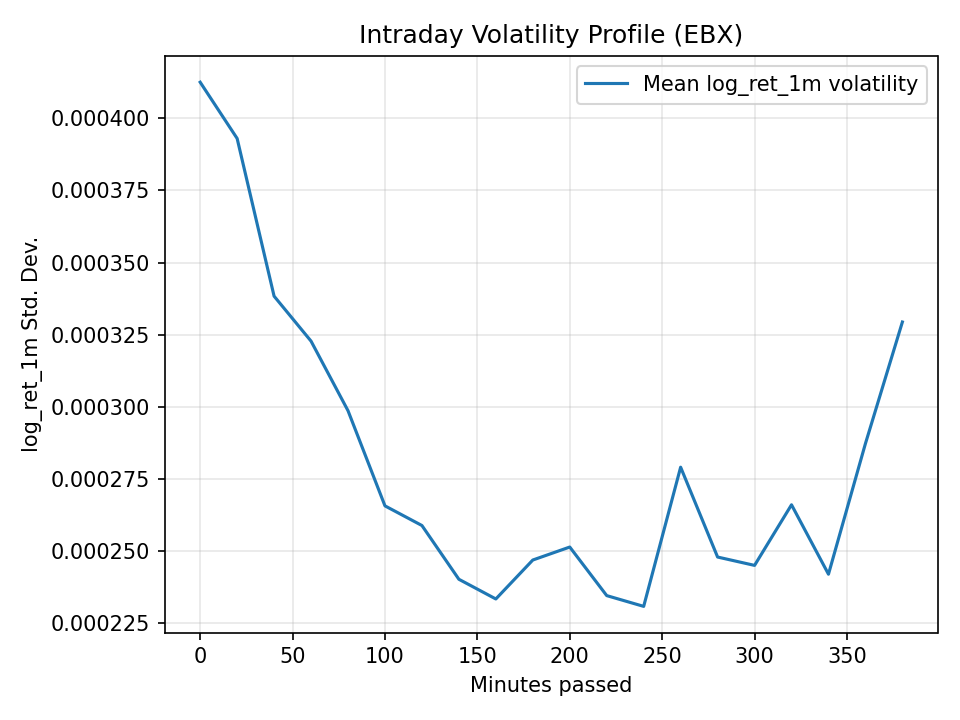 Intraday Volatility Profile (EBX)
Mean log_ret_1m volatility
log_ret_1m Std. Dev.
0.000400
0.000375
0.000350
0.000325
0.000300
0.000275
0.000250
0.000225
0 50 100 150 200 250 300 350
Minutes passed